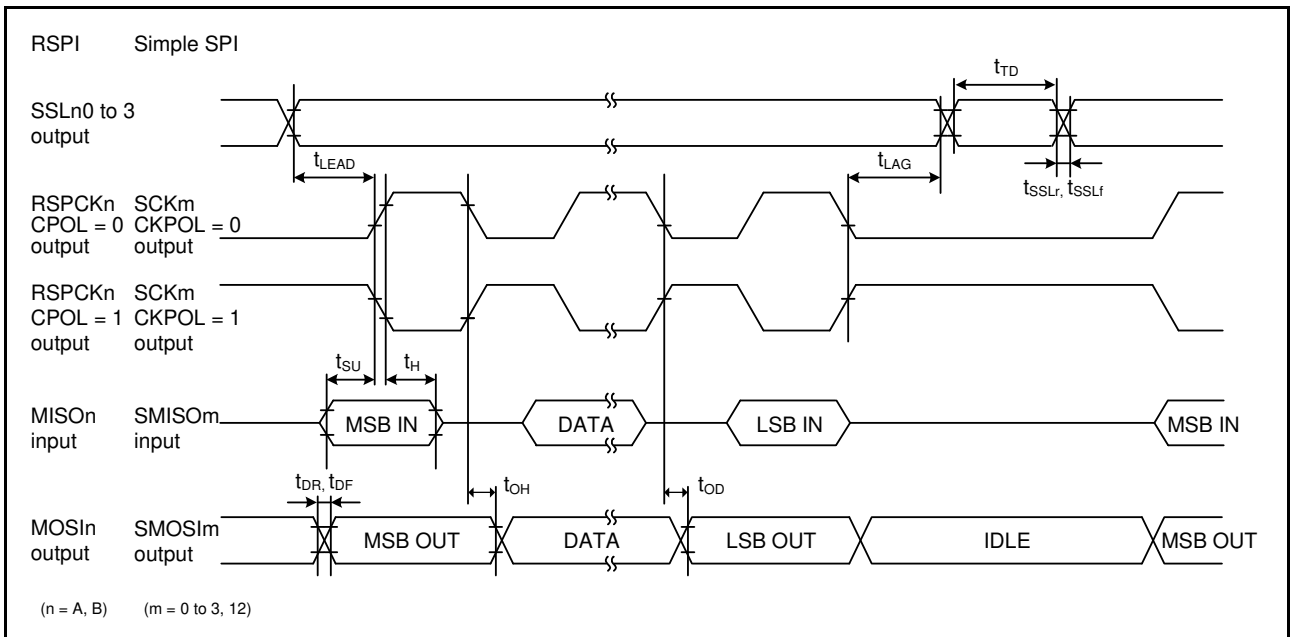 RSPI Simple SPI
tTD
SSLn0 to 3
output
tLEAD
tLAG
tSSLr, tSSLf
RSPCKn SCKm
CPOL = 0 CKPOL = 0
output output
RSPCKn SCKm
CPOL = 1 CKPOL = 1
output output
tSU tH
MISOn SMISOm
input input
MSB IN DATA LSB IN MSB IN
tDR, tDF
tOH tOD
MOSIn SMOSIm
output output
MSB OUT DATA LSB OUT IDLE MSB OUT
(n = A, B) (m = 0 to 3, 12)